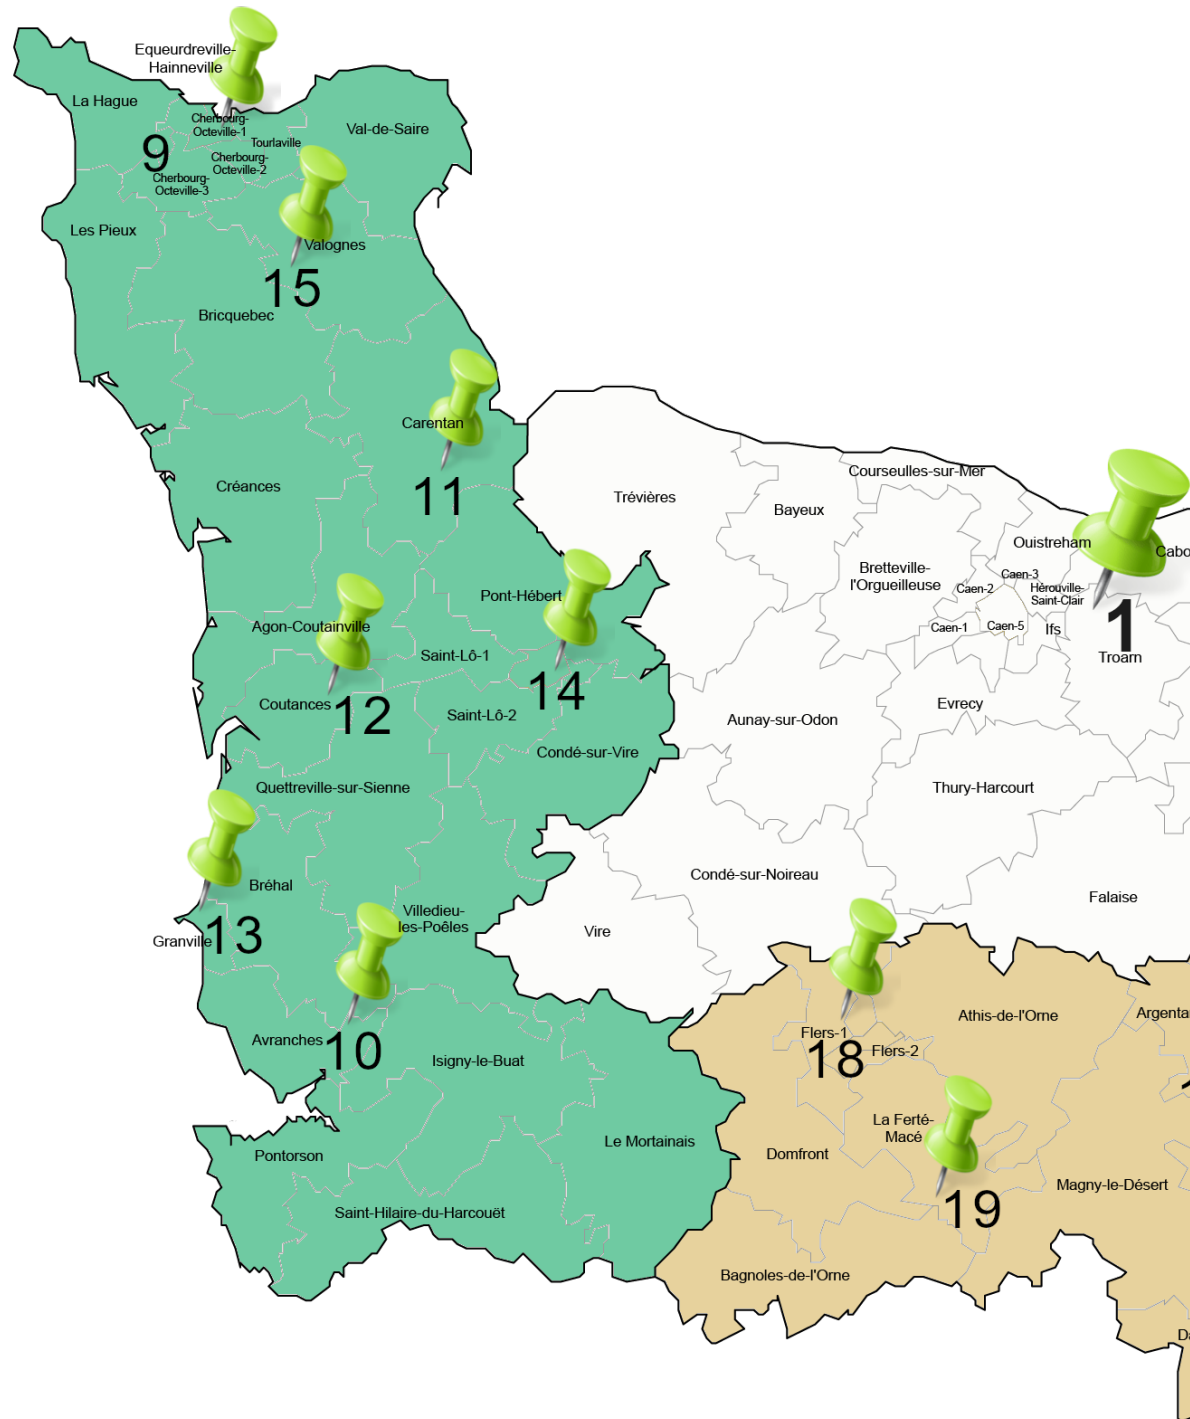 Equeurdreville-
Hainneville
La Hague
Cherbourg-
Octeville-1
Val-de-Saire
Tourlaville
9
Cherbourg-
Octeville-2
Cherbourg-
Octeville-3
Les Pieux
Valognes
15
Bricquebec
Carentan
11
Créances
Courseulles-sur-Mer
Trévières
Bayeux
Ouistreham
Cabo
Bretteville-
l'Orgueilleuse
Caen-3
Caen-2
Hérouville-
Saint-Clair
Pont-Hébert
Agon-Coutainville
Caen-1
Caen-5
Ifs
1
Troarn
Saint-Lô-1
14
Coutances
12
Saint-Lô-2
Evrecy
Aunay-sur-Odon
Condé-sur-Vire
Quettreville-sur-Sienne
Thury-Harcourt
Condé-sur-Noireau
Bréhal
Falaise
Villedieu-
les-Poêles
Vire
Granville
13
Athis-de-l'Orne
Argenta
Flers-1
18
Flers-2
Avranches
10
Isigny-le-Buat
La Ferté-
Macé
Le Mortainais
Pontorson
Domfront
Magny-le-Désert
19
Saint-Hilaire-du-Harcouët
Bagnoles-de-l'Orne